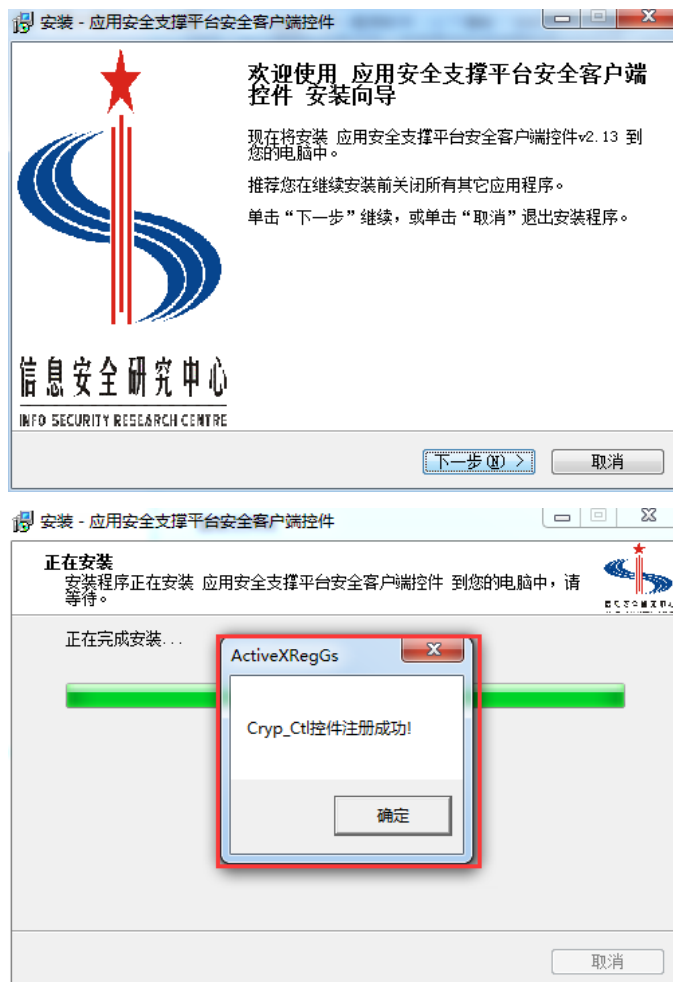 安装 - 应用安全支撑平台安全客户端控件
欢迎使用 应用安全支撑平台安全客户端
控件 安装向导
现在将安装 应用安全支撑平台安全客户端控件v2.13 到
您的电脑中。
推荐您在继续安装前关闭所有其它应用程序。
单击“下一步”继续，或单击“取消”退出安装程序。
信息安全研究中心
INFO SECURITY RESEARCH CENTRE
下一步(N) >
取消
安装 - 应用安全支撑平台安全客户端控件
正在安装
安装程序正在安装 应用安全支撑平台安全客户端控件 到您的电脑中，请
等待。
正在完成安装...
ActiveXRegGs
Cryp_Ctl控件注册成功!
确定
取消